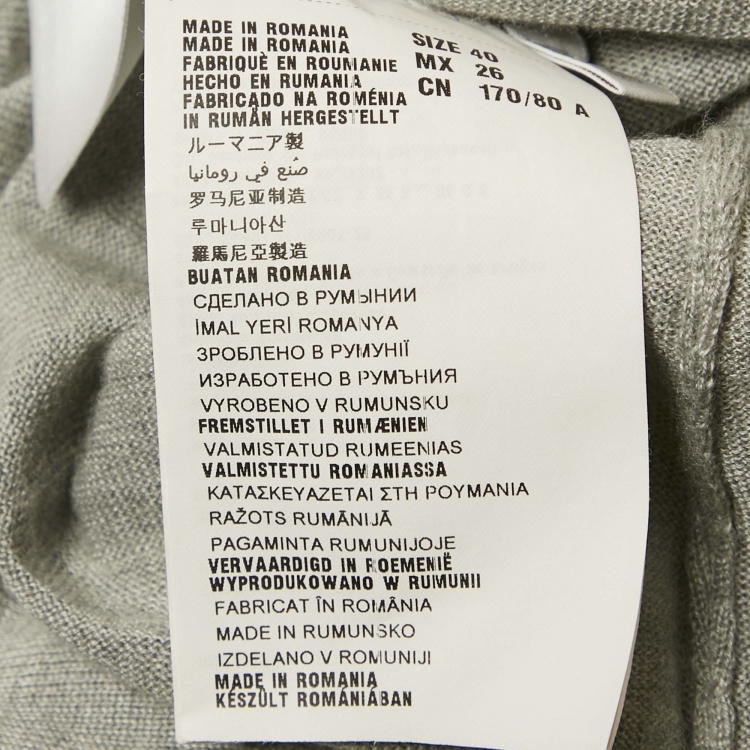 MADE IN ROMANIA
MADE IN ROMANIA
FABRIQUÈ EN ROUMANIE
HECHO EN RUMANIA
FABRICADO NA ROMÉNIA
IN RUMÄN HERGESTELLT
SIZE 40
MX 26
CN 170/80 A
ルーマニア製
صُنع في رومانيا
罗马尼亚制造
루마니아산
羅馬尼亞製造
BUATAN ROMANIA
СДЕЛАНО В РУМЫНИИ
İMAL YERİ ROMANYA
ЗРОБЛЕНО В РУМУНІЇ
ИЗРАБОТЕНО В РУМЪНИЯ
VYROBENO V RUMUNSKU
FREMSTILLET I RUMÆNIEN
VALMISTATUD RUMEENIAS
VALMISTETTU ROMANIASSA
ΚΑΤΑΣΚΕΥΑΖΕΤΑΙ ΣΤΗ ΡΟΥΜΑΝΙΑ
RAŽOTS RUMĀNIJĀ
PAGAMINTA RUMUNIJOJE
VERVAARDIGD IN ROEMENIË
WYPRODUKOWANO W RUMUNII
FABRICAT ÎN ROMÂNIA
MADE IN RUMUNSKO
IZDELANO V ROMUNIJI
MADE IN ROMANIA
KÉSZÜLT ROMÁNIÁBAN